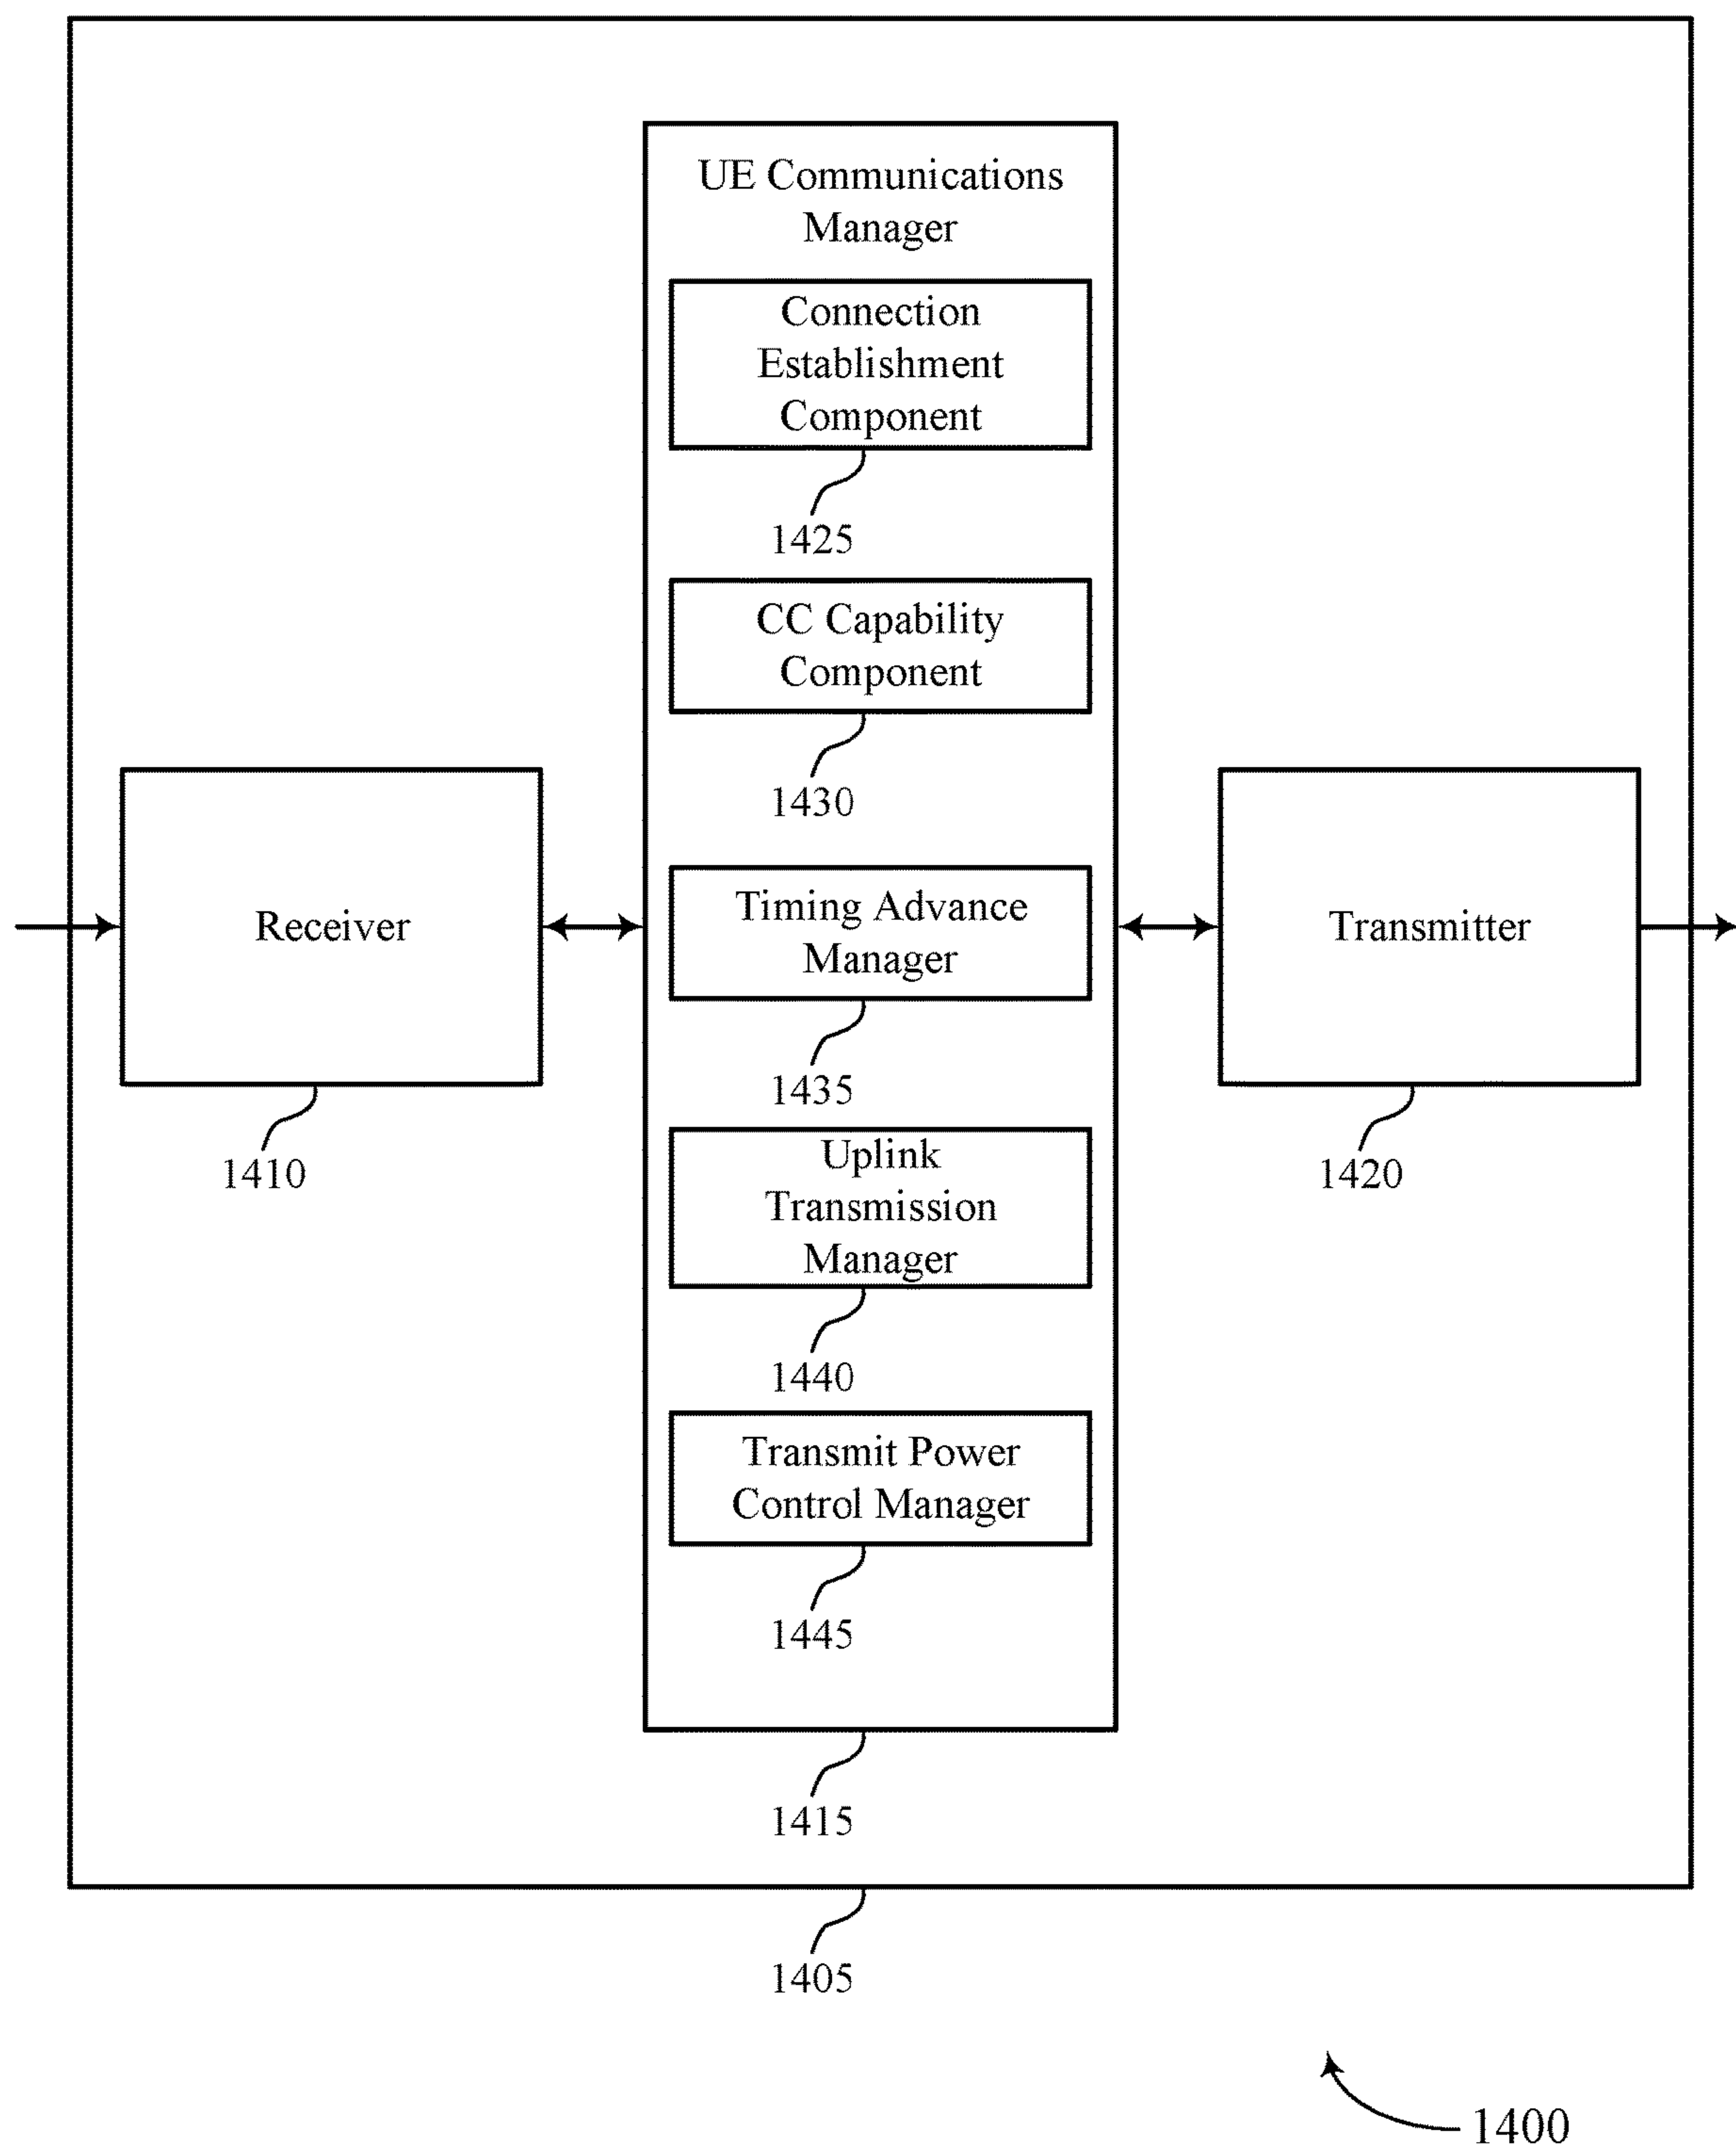 UE Communications
Manager
Connection
Establishment
Component
1425
CC Capability
Component
1430
Receiver
1410
Timing Advance
Manager
1435
Transmitter
1420
Uplink
Transmission
Manager
1440
Transmit Power
Control Manager
1445
1415
1405
1400